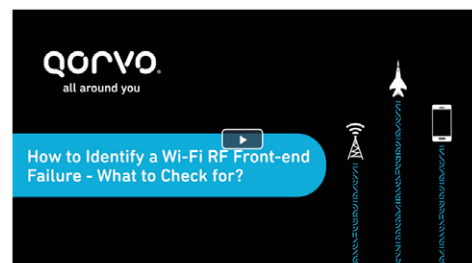 QORVO®
all around you
How to Identify a Wi-Fi RF Front-end
Failure - What to Check for?